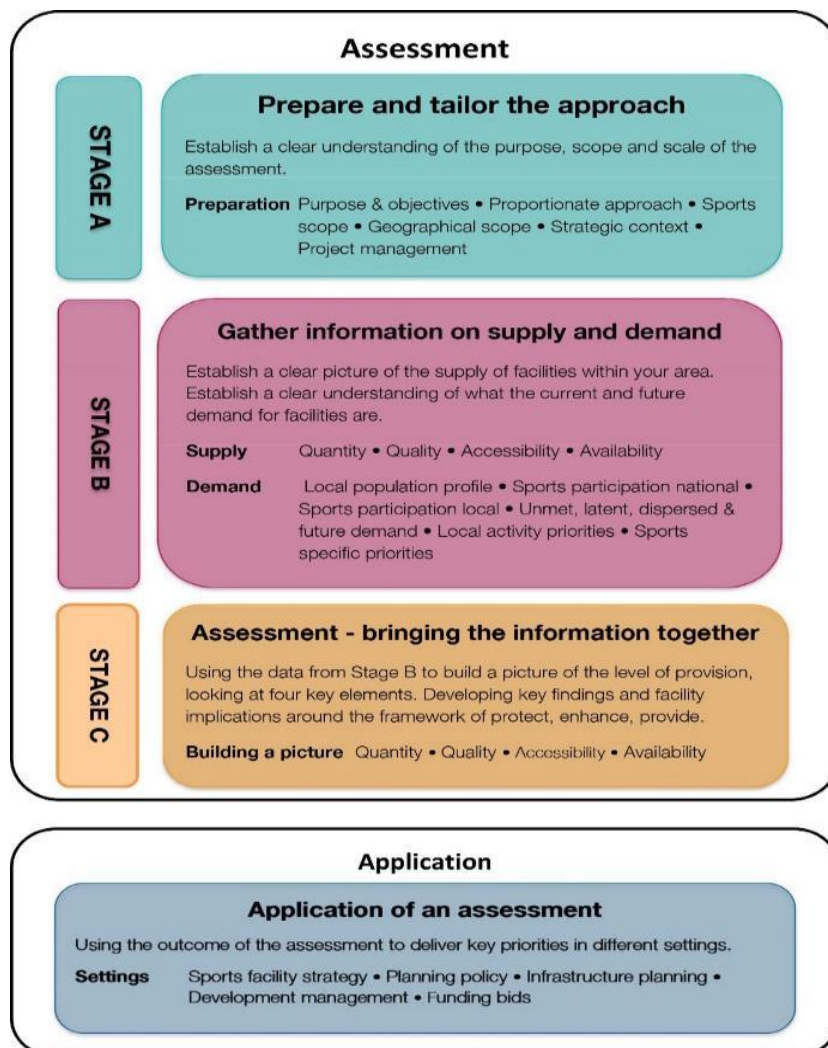 Assessment
STAGE A
Prepare and tailor the approach
Establish a clear understanding of the purpose, scope and scale of the
assessment.
Preparation Purpose & objectives • Proportionate approach • Sports
scope • Geographical scope • Strategic context •
Project management
STAGE B
Gather information on supply and demand
Establish a clear picture of the supply of facilities within your area.
Establish a clear understanding of what the current and future
demand for facilities are.
Supply Quantity • Quality • Accessibility • Availability
Demand Local population profile • Sports participation national •
Sports participation local • Unmet, latent, dispersed &
future demand • Local activity priorities • Sports
specific priorities
STAGE C
Assessment - bringing the information together
Using the data from Stage B to build a picture of the level of provision,
looking at four key elements. Developing key findings and facility
implications around the framework of protect, enhance, provide.
Building a picture Quantity • Quality • Accessibility • Availability
Application
Application of an assessment
Using the outcome of the assessment to deliver key priorities in different settings.
Settings Sports facility strategy • Planning policy • Infrastructure planning •
Development management • Funding bids